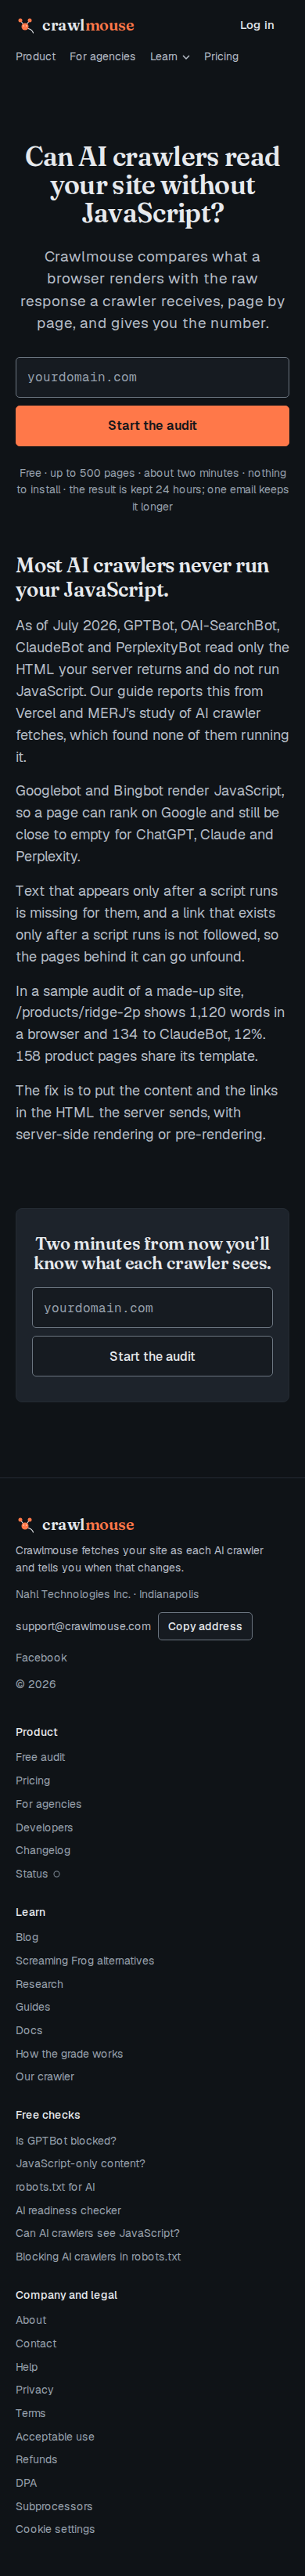 crawlmouse
Log in
Product For agencies Learn Pricing
Can AI crawlers read
your site without
JavaScript?
Crawlmouse compares what a
browser renders with the raw
response a crawler receives, page by
page, and gives you the number.
yourdomain.com
Start the audit
Free · up to 500 pages · about two minutes · nothing
to install · the result is kept 24 hours; one email keeps
it longer
Most AI crawlers never run
your JavaScript.
As of July 2026, GPTBot, OAI-SearchBot,
ClaudeBot and PerplexityBot read only the
HTML your server returns and do not run
JavaScript. Our guide reports this from
Vercel and MERJ’s study of AI crawler
fetches, which found none of them running
it.
Googlebot and Bingbot render JavaScript,
so a page can rank on Google and still be
close to empty for ChatGPT, Claude and
Perplexity.
Text that appears only after a script runs
is missing for them, and a link that exists
only after a script runs is not followed, so
the pages behind it can go unfound.
In a sample audit of a made-up site,
/products/ridge-2p shows 1,120 words in
a browser and 134 to ClaudeBot, 12%.
158 product pages share its template.
The fix is to put the content and the links
in the HTML the server sends, with
server-side rendering or pre-rendering.
Two minutes from now you’ll
know what each crawler sees.
yourdomain.com
Start the audit
crawlmouse
Crawlmouse fetches your site as each AI crawler
and tells you when that changes.
Nahl Technologies Inc. · Indianapolis
support@crawlmouse.com Copy address
Facebook
© 2026
Product
Free audit
Pricing
For agencies
Developers
Changelog
Status
Learn
Blog
Screaming Frog alternatives
Research
Guides
Docs
How the grade works
Our crawler
Free checks
Is GPTBot blocked?
JavaScript-only content?
robots.txt for AI
AI readiness checker
Can AI crawlers see JavaScript?
Blocking AI crawlers in robots.txt
Company and legal
About
Contact
Help
Privacy
Terms
Acceptable use
Refunds
DPA
Subprocessors
Cookie settings